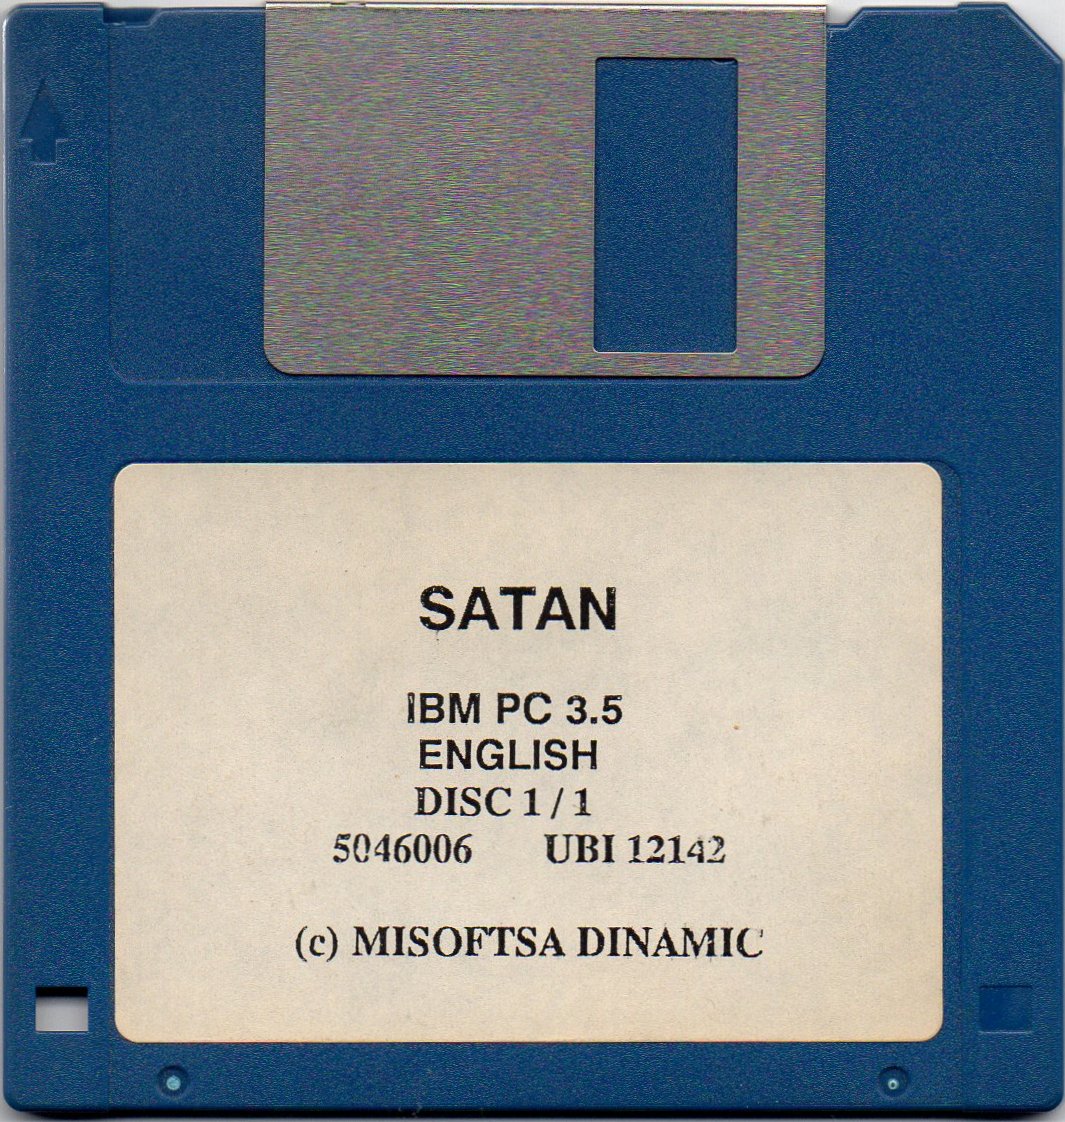 SATAN
IBM PC 3.5
ENGLISH
DISC 1 / 1
5046006 UBI 12142
(c) MISOFTSA DINAMIC